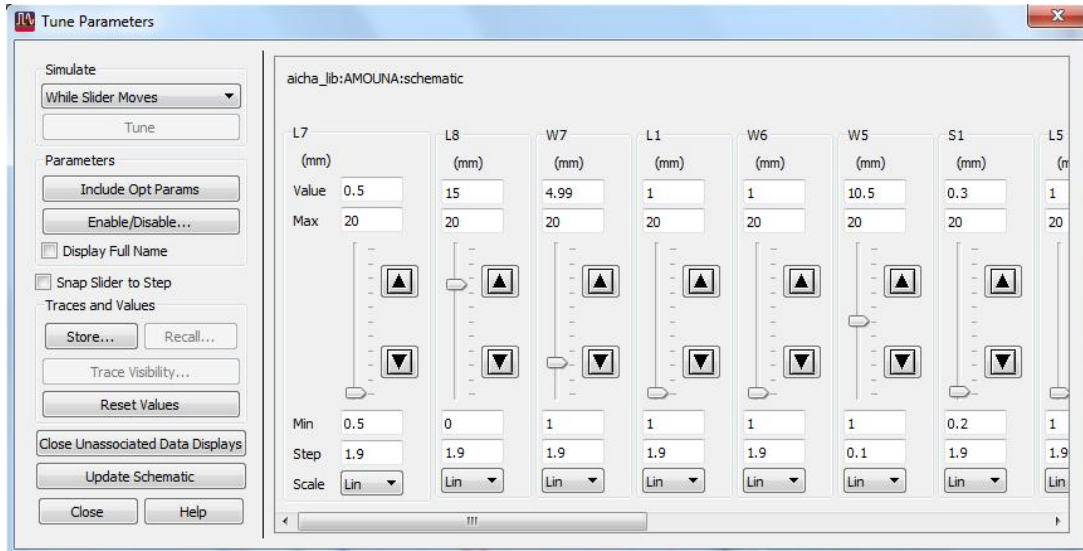 Tune Parameters
Simulate
While Slider Moves
Tune
Parameters
Include Opt Params
Enable/Disable...
Display Full Name
Snap Slider to Step
Traces and Values
Store... Recall...
Trace Visibility...
Reset Values
Close Unassociated Data Displays
Update Schematic
Close Help
aicha_lib:AMOUNA:schematic
L7 L8 W7 L1 W6 W5 S1 L5
(mm) (mm) (mm) (mm) (mm) (mm) (mm)
Value 0.5 15 4.99 1 1 10.5 0.3 1
Max 20 20 20 20 20 20 20 20
Min 0.5 0 1 1 1 1 0.2 1
Step 1.9 1.9 1.9 1.9 1.9 0.1 1.9 1.9
Scale Lin Lin Lin Lin Lin Lin Lin Lin